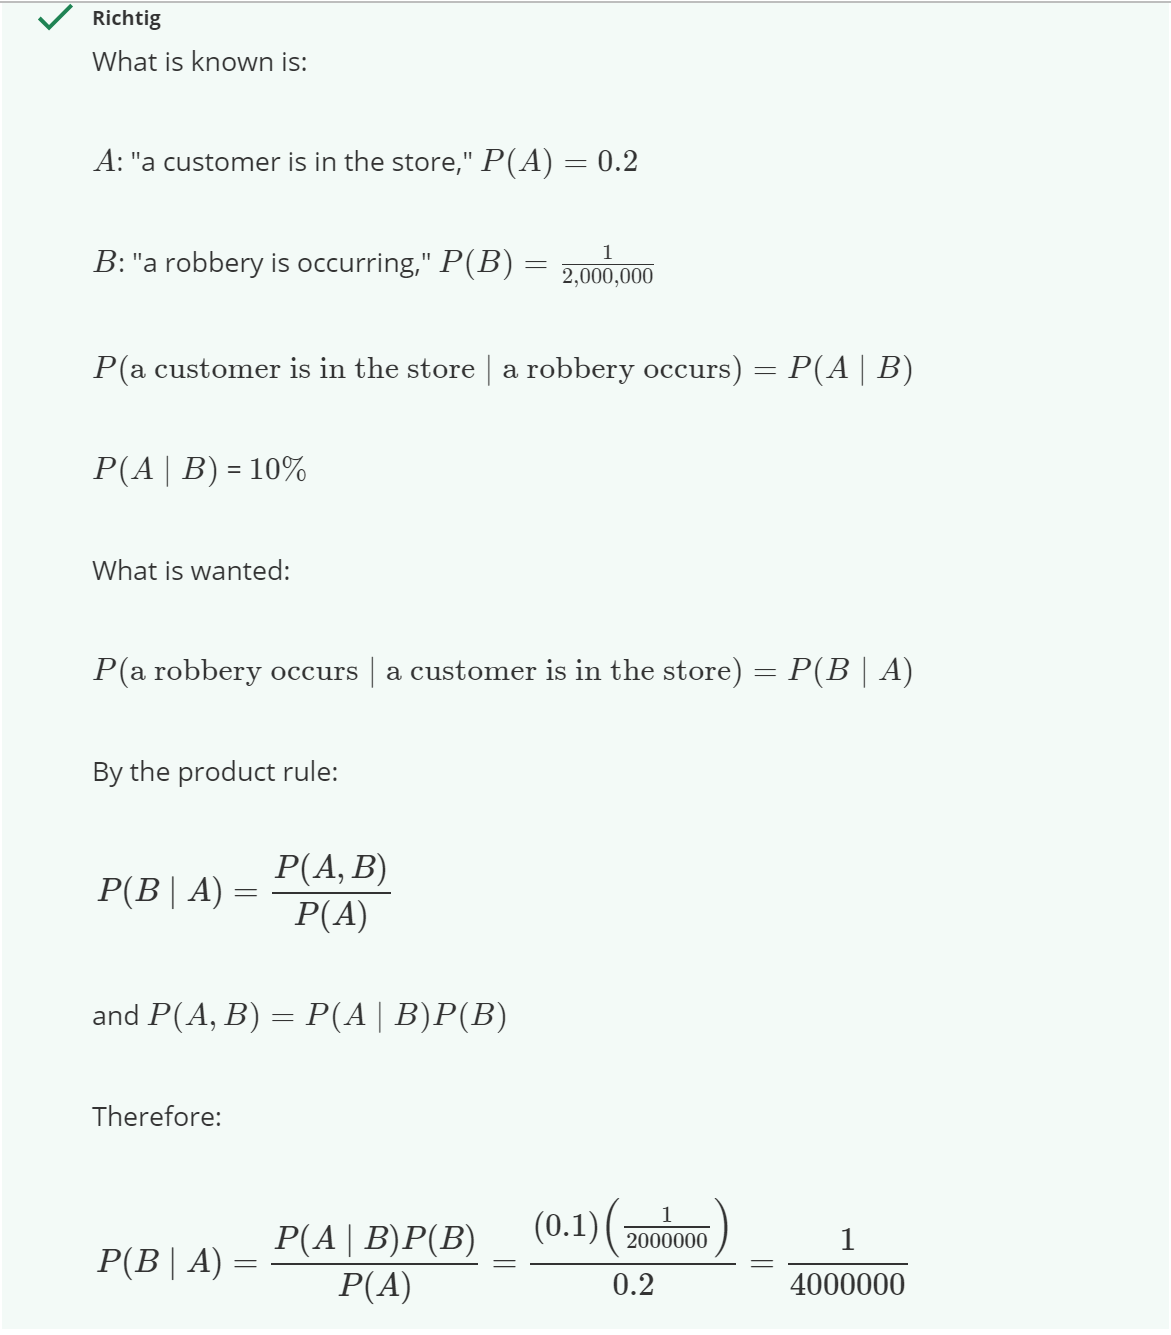 Richtig
What is known is:
A: "a customer is in the store," P(A) = 0.2
B: "a robbery is occurring," P(B) = 1/2,000,000
P(a customer is in the store | a robbery occurs) = P(A | B)
P(A | B) = 10%
What is wanted:
P(a robbery occurs | a customer is in the store) = P(B | A)
By the product rule:
P(B | A) = P(A, B)/P(A)
and P(A, B) = P(A | B)P(B)
Therefore:
P(B | A) = P(A | B)P(B)/P(A) = (0.1)(1/2000000)/0.2 = 1/4000000